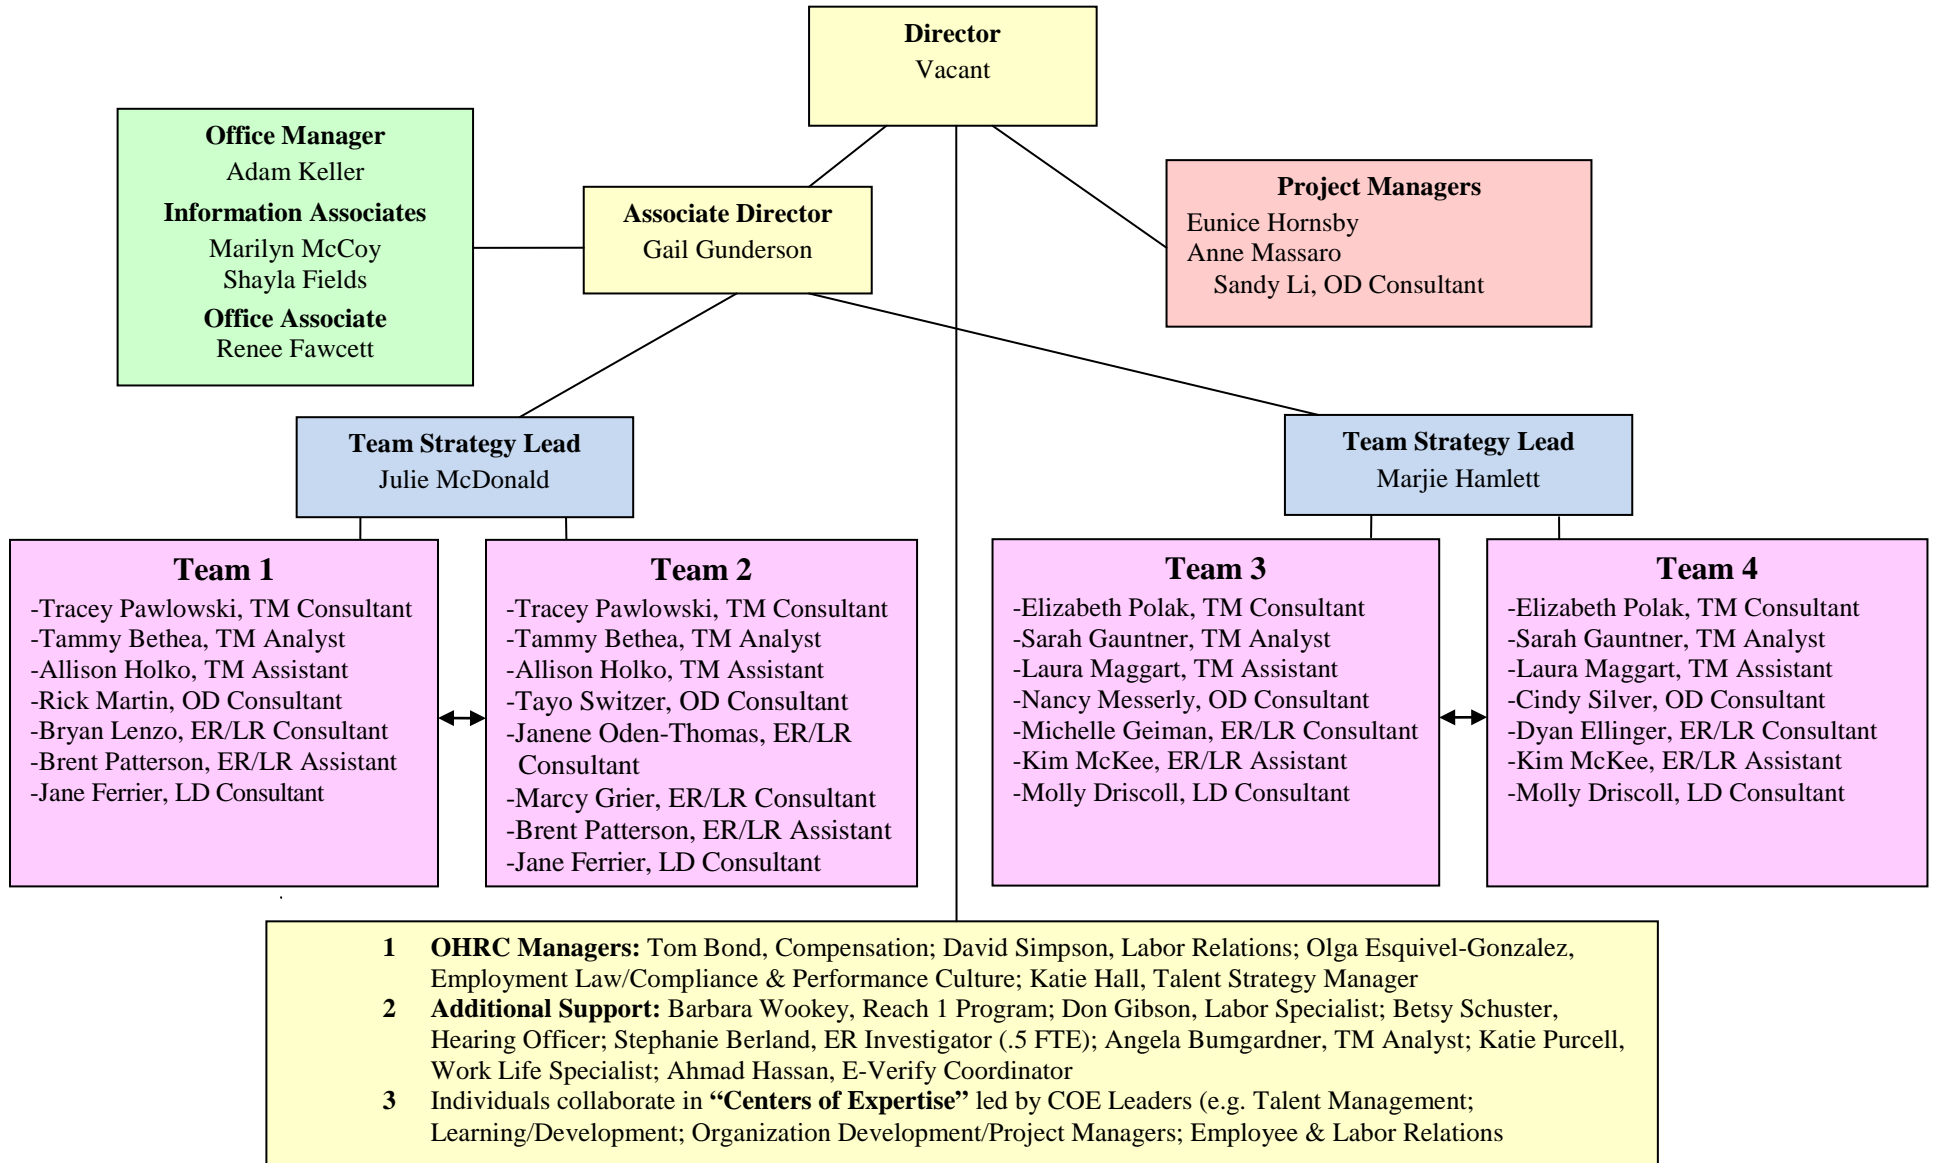 Director
Vacant
Office Manager
Adam Keller
Information Associates
Marilyn McCoy
Shayla Fields
Office Associate
Renee Fawcett
Associate Director
Gail Gunderson
Project Managers
Eunice Hornsby
Anne Massaro
Sandy Li, OD Consultant
Team Strategy Lead
Julie McDonald
Team Strategy Lead
Marjie Hamlett
Team 1
-Tracey Pawlowski, TM Consultant
-Tammy Bethea, TM Analyst
-Allison Holko, TM Assistant
-Rick Martin, OD Consultant
-Bryan Lenzo, ER/LR Consultant
-Brent Patterson, ER/LR Assistant
-Jane Ferrier, LD Consultant
Team 2
-Tracey Pawlowski, TM Consultant
-Tammy Bethea, TM Analyst
-Allison Holko, TM Assistant
-Tayo Switzer, OD Consultant
-Janene Oden-Thomas, ER/LR
Consultant
-Marcy Grier, ER/LR Consultant
-Brent Patterson, ER/LR Assistant
-Jane Ferrier, LD Consultant
Team 3
-Elizabeth Polak, TM Consultant
-Sarah Gauntner, TM Analyst
-Laura Maggart, TM Assistant
-Nancy Messerly, OD Consultant
-Michelle Geiman, ER/LR Consultant
-Kim McKee, ER/LR Assistant
-Molly Driscoll, LD Consultant
Team 4
-Elizabeth Polak, TM Consultant
-Sarah Gauntner, TM Analyst
-Laura Maggart, TM Assistant
-Cindy Silver, OD Consultant
-Dyan Ellinger, ER/LR Consultant
-Kim McKee, ER/LR Assistant
-Molly Driscoll, LD Consultant
1 OHRC Managers: Tom Bond, Compensation; David Simpson, Labor Relations; Olga Esquivel-Gonzalez,
Employment Law/Compliance & Performance Culture; Katie Hall, Talent Strategy Manager
2 Additional Support: Barbara Wookey, Reach 1 Program; Don Gibson, Labor Specialist; Betsy Schuster,
Hearing Officer; Stephanie Berland, ER Investigator (.5 FTE); Angela Bumgardner, TM Analyst; Katie Purcell,
Work Life Specialist; Ahmad Hassan, E-Verify Coordinator
3 Individuals collaborate in “Centers of Expertise” led by COE Leaders (e.g. Talent Management;
Learning/Development; Organization Development/Project Managers; Employee & Labor Relations